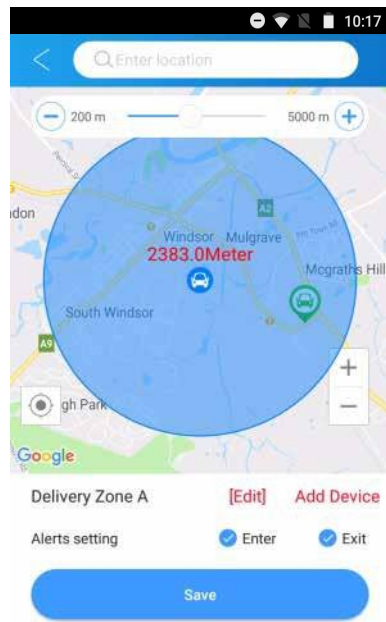 10:17
Enter location
200 m
5000 m
A2
Windsor
Mulgrave
2383.0Meter
Mcgraths Hill
South Windsor
A9
gh Park
Google
Delivery Zone A [Edit] Add Device
Alerts setting Enter Exit
Save